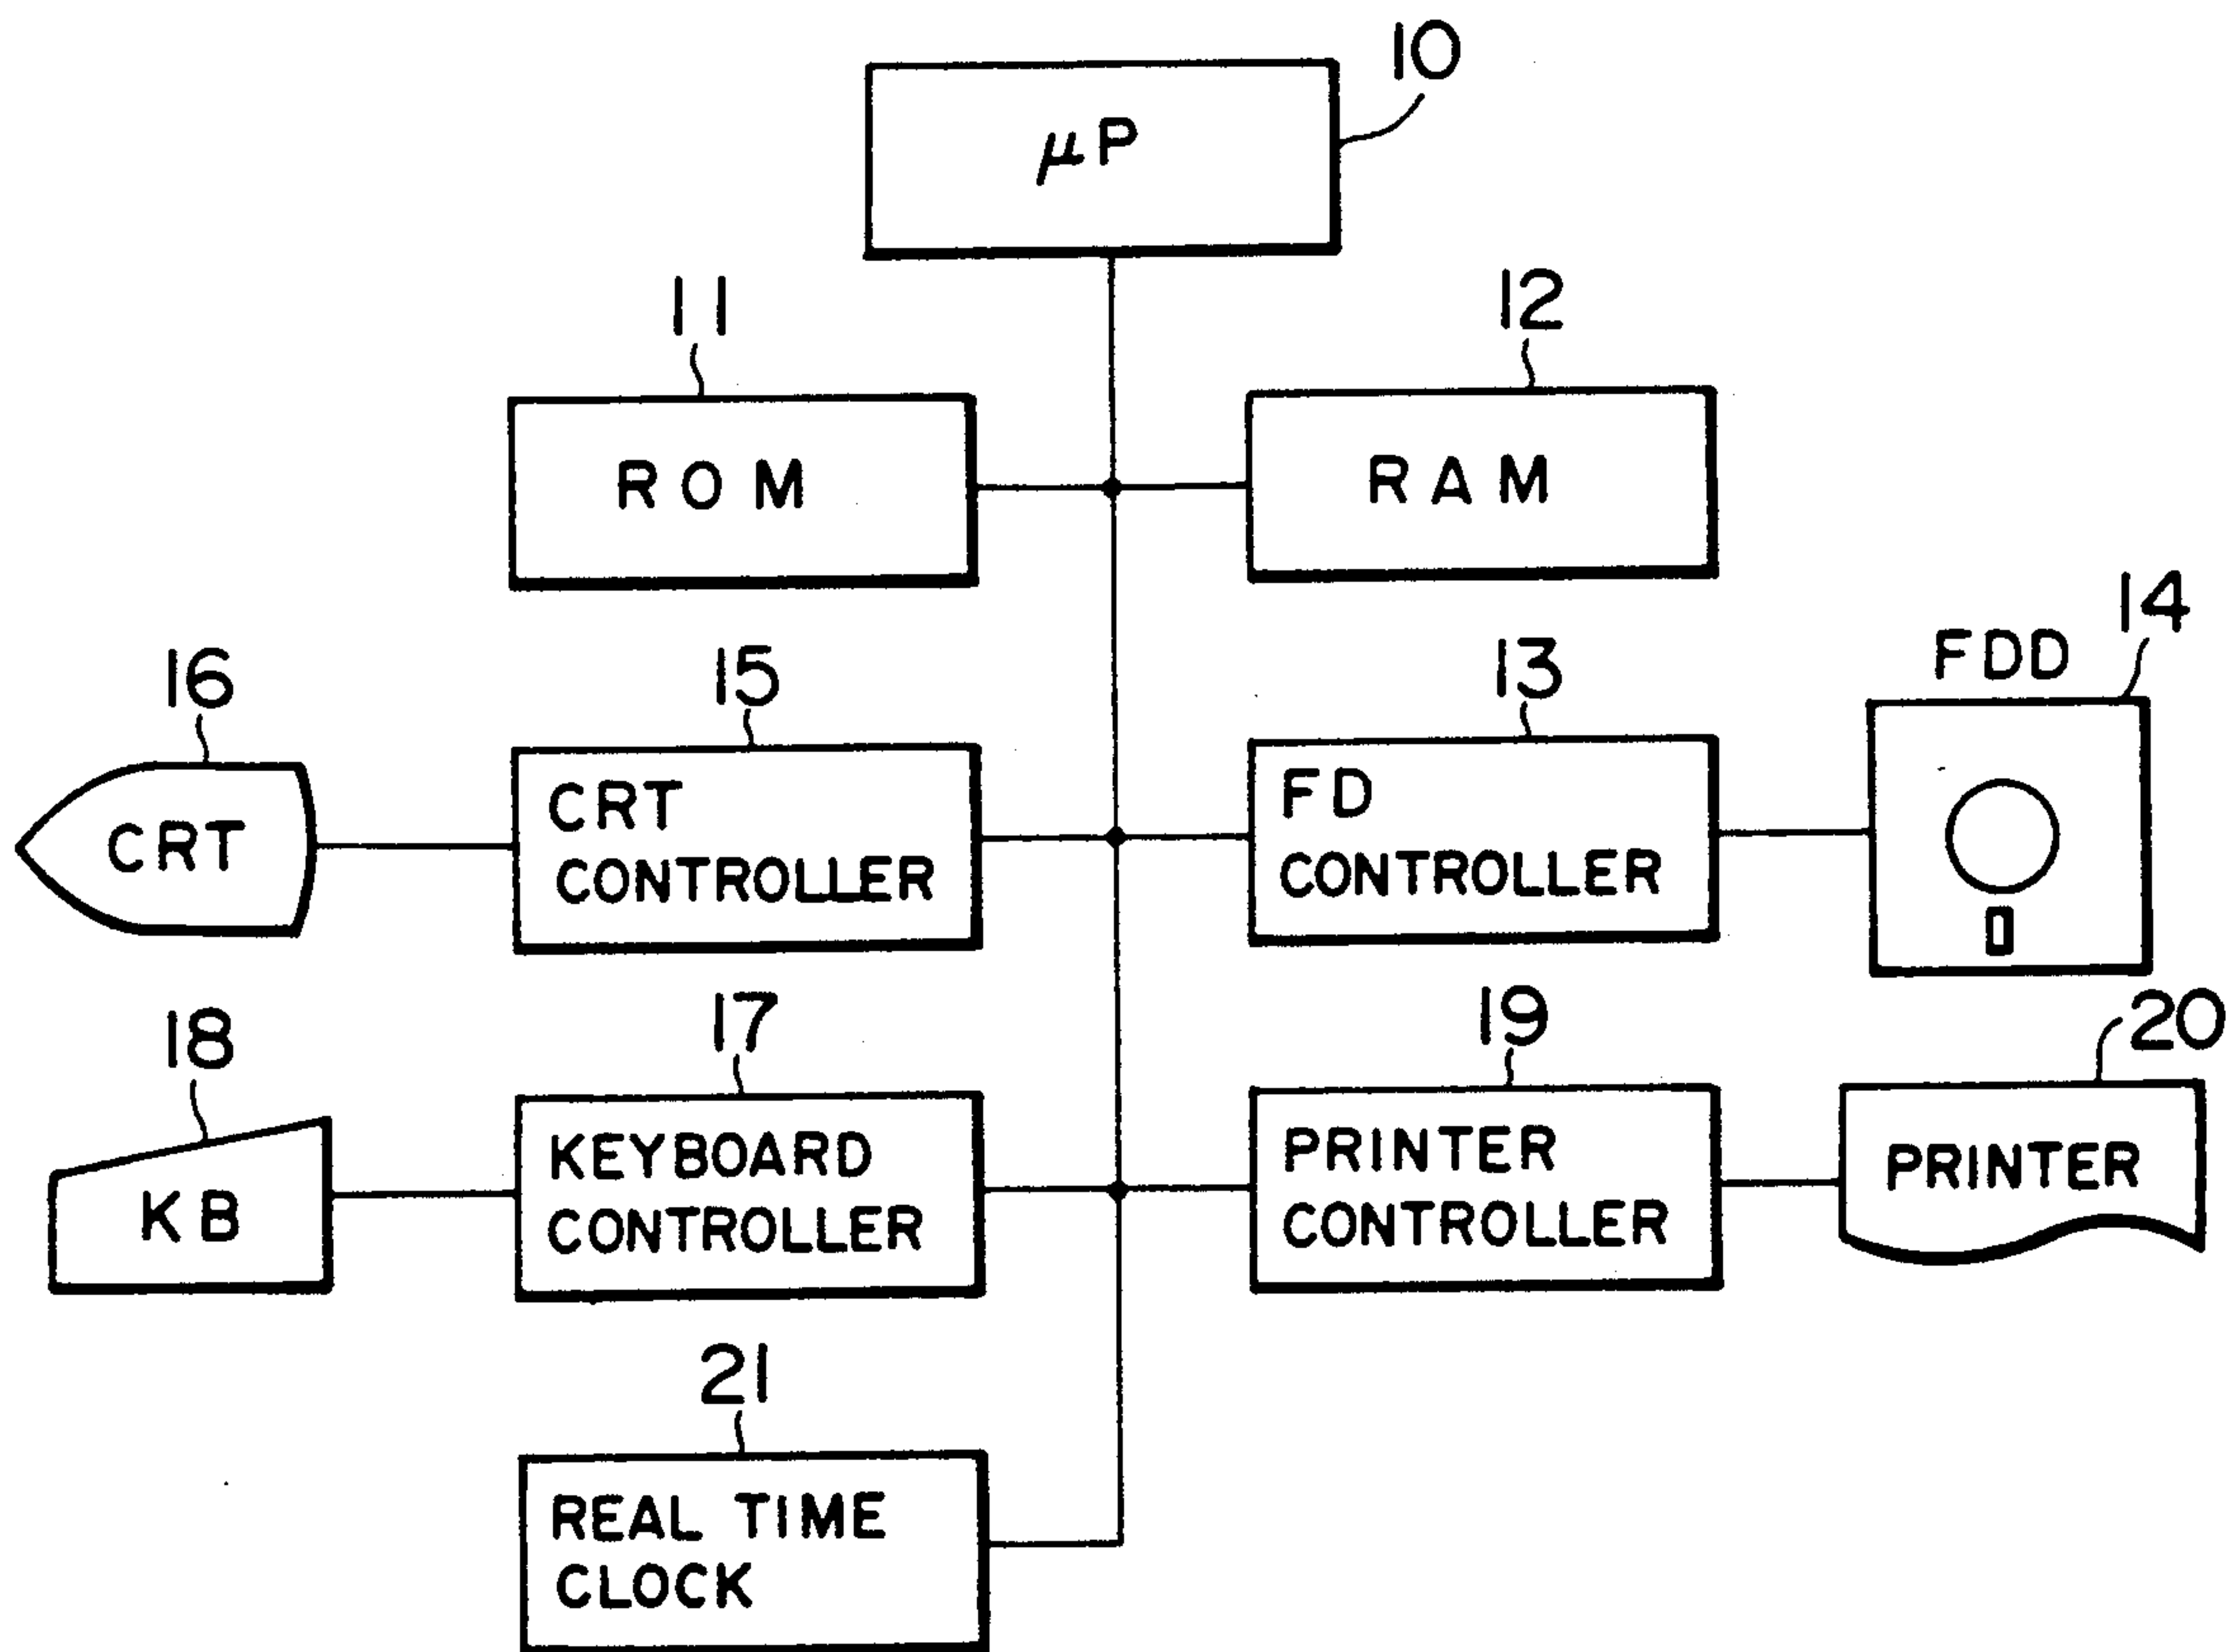 10
μP
11
12
ROM
RAM
14
FDD
16
15
13
CRT
CRT
CONTROLLER
FD
CONTROLLER
18
17
19
20
KB
KEYBOARD
CONTROLLER
PRINTER
CONTROLLER
PRINTER
21
REAL TIME
CLOCK